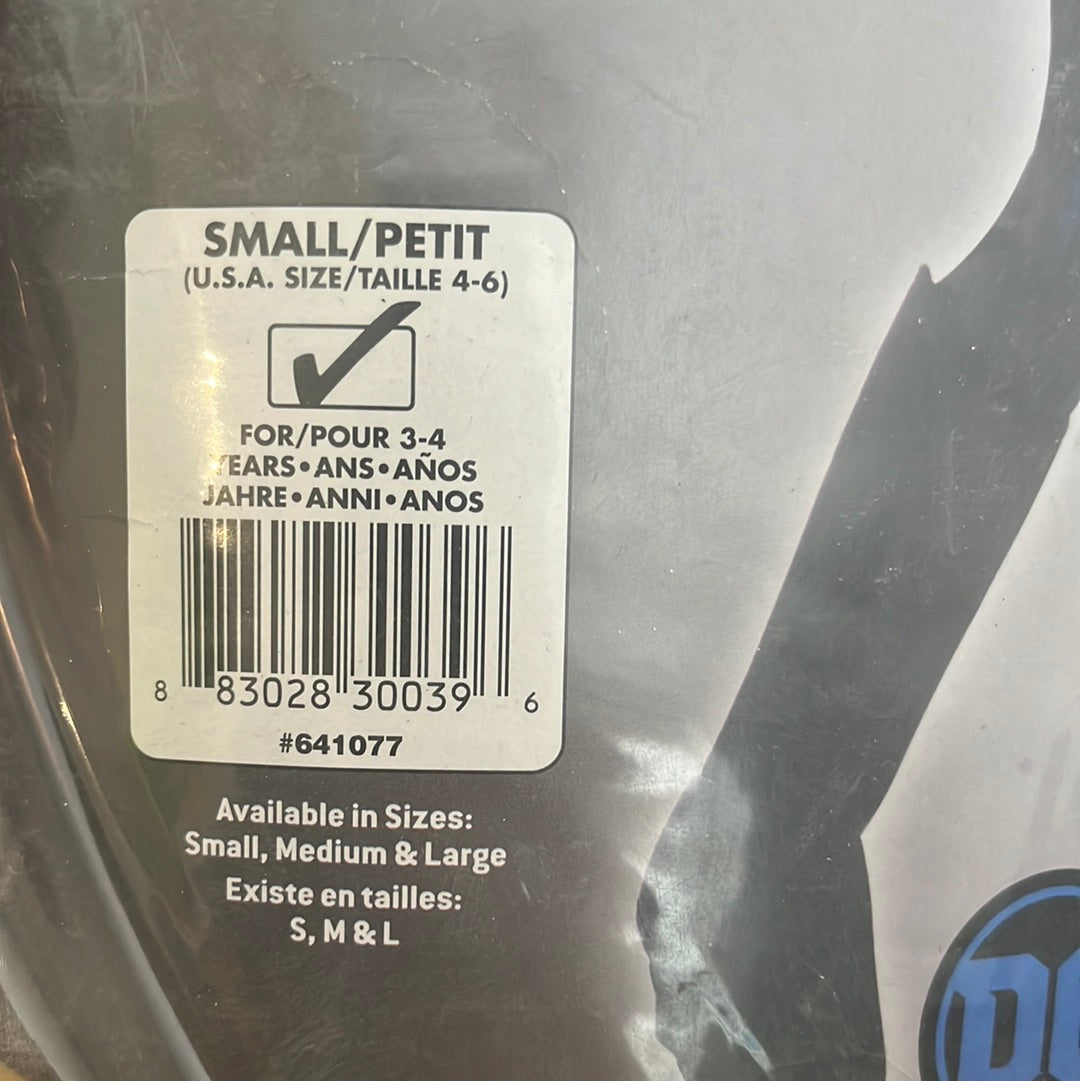 SMALL/PETIT
(U.S.A. SIZE/TAILLE 4-6)
FOR/POUR 3-4
YEARS•ANS•AÑOS
JAHRE•ANNI•ANOS
8 83028 30039 6
#641077
Available in Sizes:
Small, Medium & Large
Existe en tailles:
S, M & L
DC